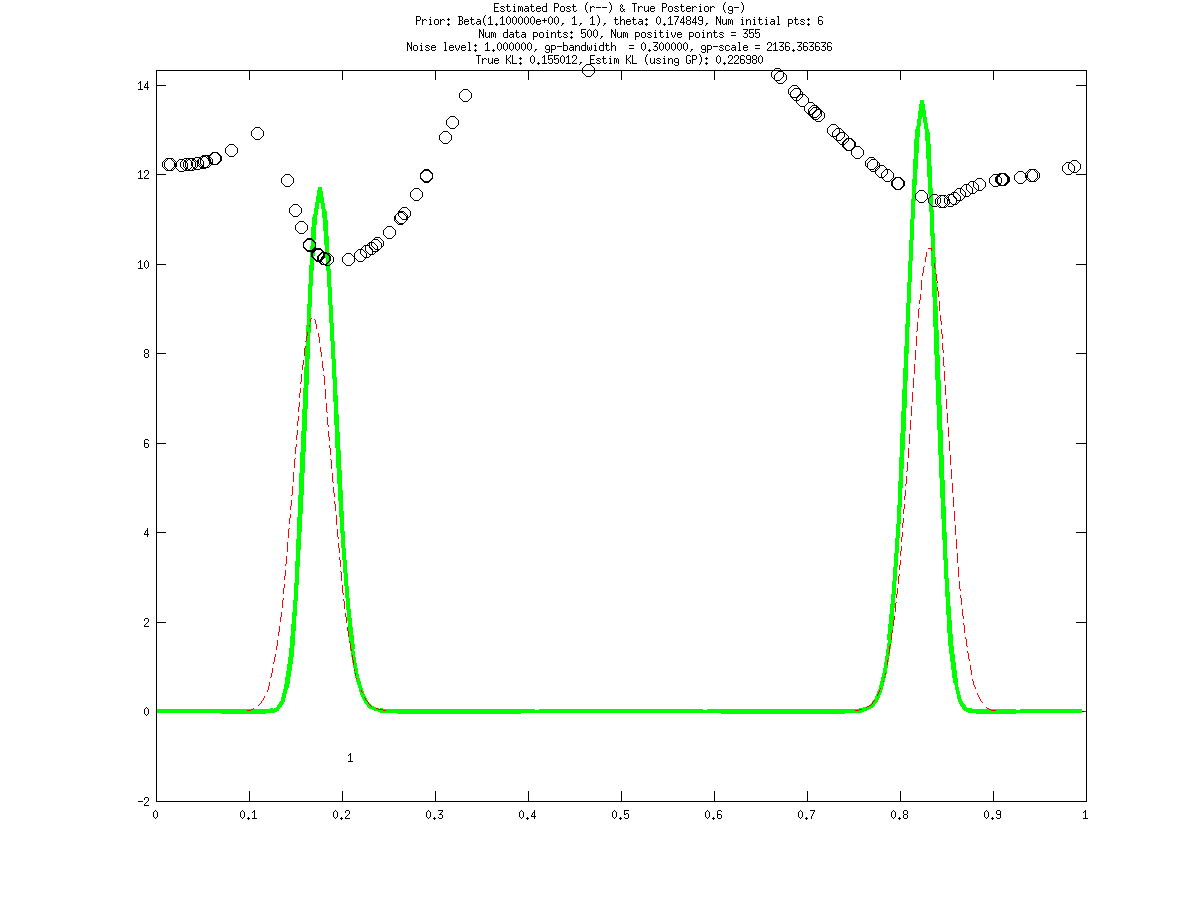 Estimated Post (r--) & True Posterior (g-)
Prior: Beta(1.100000e+00, 1, 1), theta: 0.174849, Num initial pts: 6
Num data points: 500, Num positive points = 355
Noise level: 1.000000, gp-bandwidth  = 0.300000, gp-scale = 2136.363636
True KL: 0.155012, Estim KL (using GP): 0.226980
14
12
10
8
6
4
2
0
1
-2
0 0.1 0.2 0.3 0.4 0.5 0.6 0.7 0.8 0.9 1